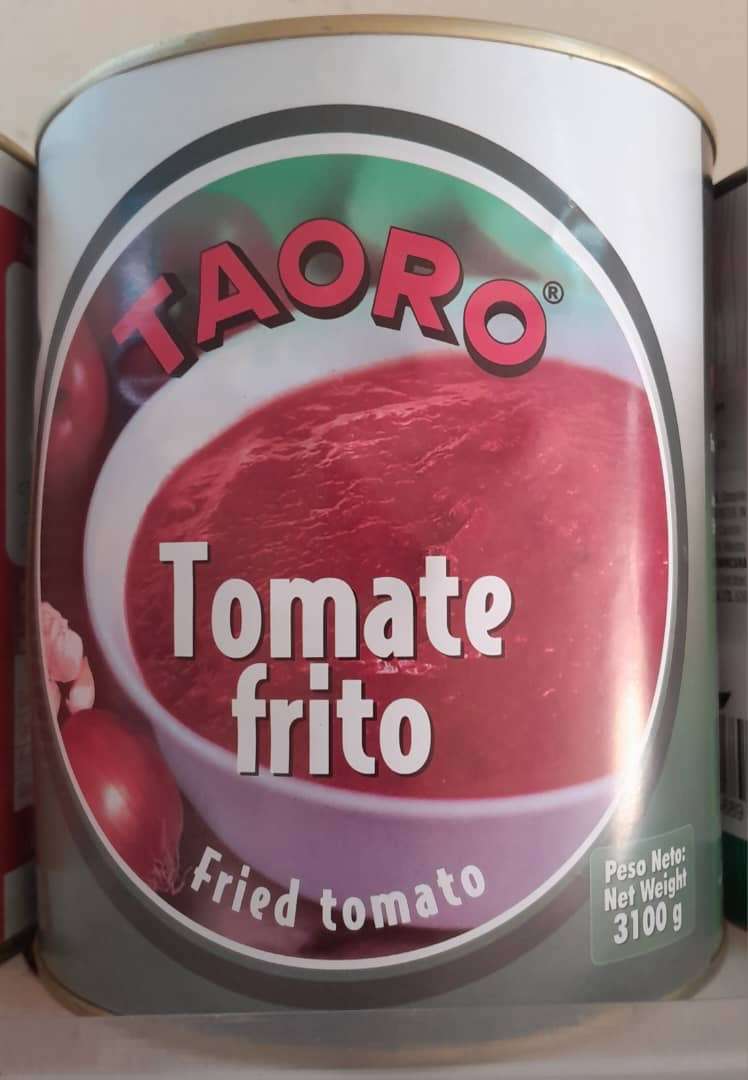 TAORO®
Tomate
frito
Fried tomato
Peso Neto:
Net Weight
3100 g